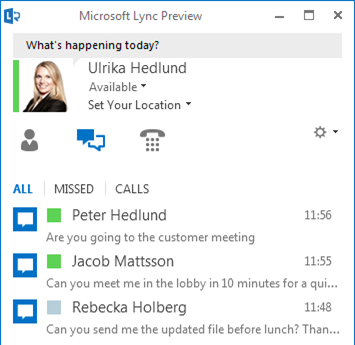 Microsoft Lync Preview
What's happening today?
Ulrika Hedlund
Available
Set Your Location
ALL MISSED CALLS
Peter Hedlund 11:56
Are you going to the customer meeting
Jacob Mattsson 11:55
Can you meet me in the lobby in 10 minutes for a qui...
Rebecka Holberg 11:48
Can you send me the updated file before lunch? Than...